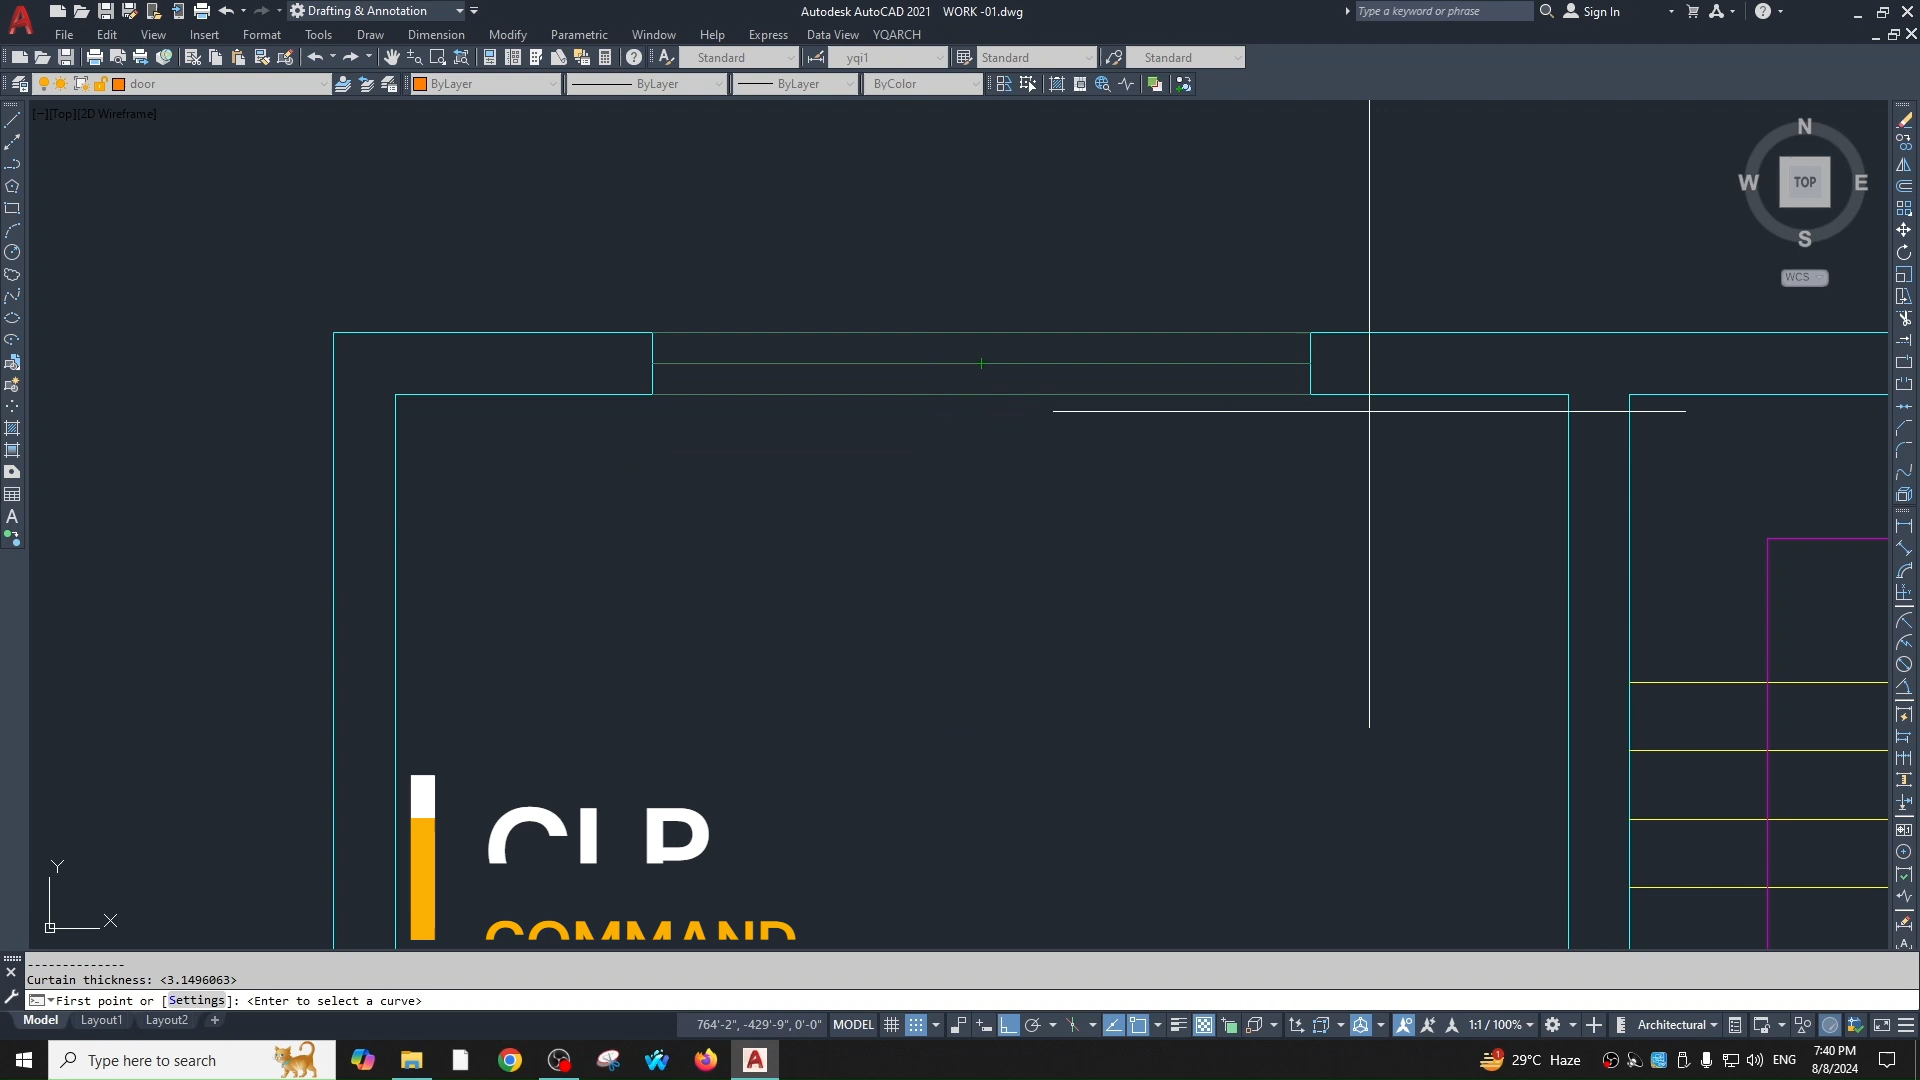 Drafting & Annotation
Autodesk AutoCAD 2021 WORK -01.dwg
Type a keyword or phrase
Sign In
File Edit View Insert Format Tools Draw Dimension Modify Parametric Window Help Express Data View YQARCH
Standard yqi1 Standard Standard
door ByLayer ByLayer ByLayer ByColor
[−][Top][2D Wireframe]
N
W TOP E
S
WCS
COMMAND
Y
X
--------------
Curtain thickness: <3.1496063>
First point or [Settings]: <Enter to select a curve>
Model Layout1 Layout2 +
764'-2", -429'-9", 0'-0" MODEL 1:1 / 100% Architectural
Type here to search
29°C Haze
ENG
7:40 PM
8/8/2024